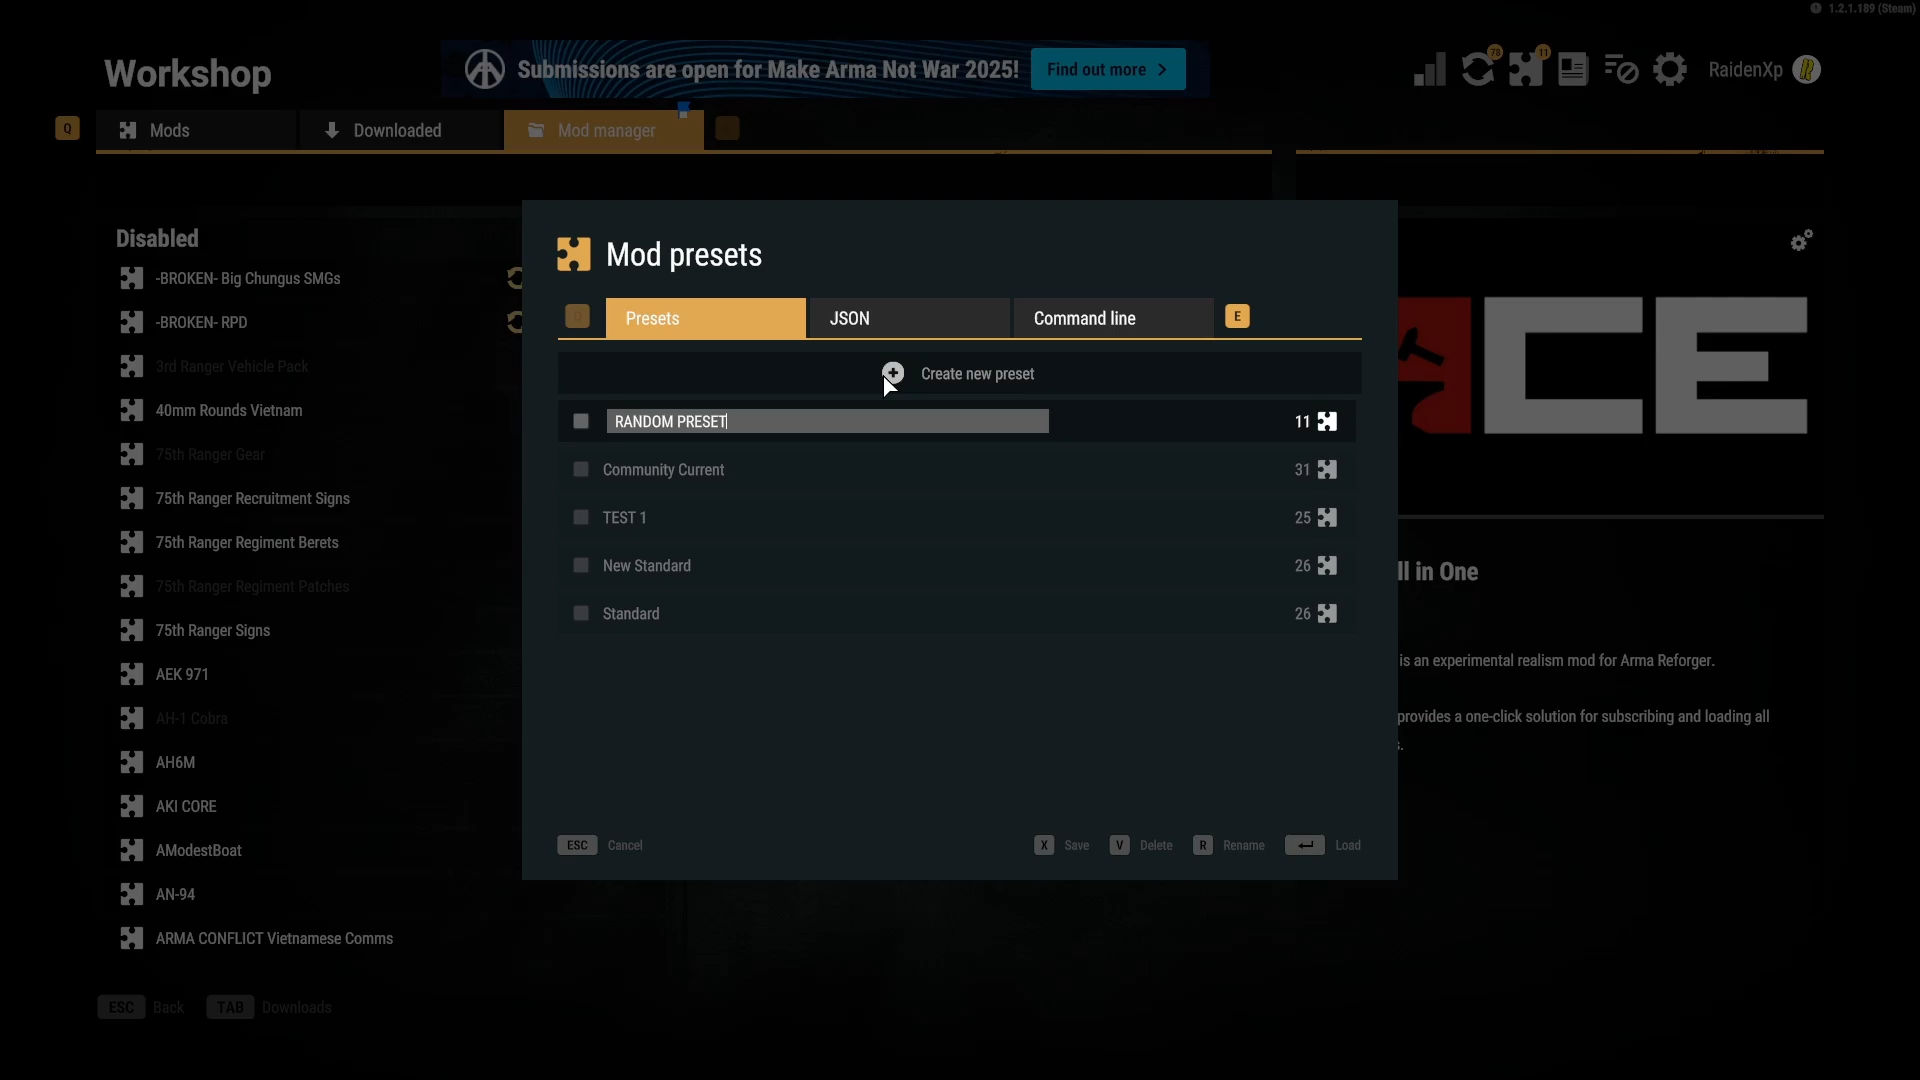 1.2.1.189 (Steam)
Workshop
Submissions are open for Make Arma Not War 2025!
Find out more
78
11
RaidenXp
Q
Mods
Downloaded
Mod manager
Disabled
-BROKEN- Big Chungus SMGs
-BROKEN- RPD
3rd Ranger Vehicle Pack
40mm Rounds Vietnam
75th Ranger Gear
75th Ranger Recruitment Signs
75th Ranger Regiment Berets
75th Ranger Regiment Patches
75th Ranger Signs
AEK 971
AH-1 Cobra
AH6M
AKI CORE
AModestBoat
AN-94
ARMA CONFLICT Vietnamese Comms
Mod presets
Q
Presets
JSON
Command line
E
Create new preset
RANDOM PRESET
11
Community Current
31
TEST 1
25
New Standard
26
Standard
26
ESC Cancel
X Save
V Delete
R Rename
Load
CE
ll in One
is an experimental realism mod for Arma Reforger.
provides a one-click solution for subscribing and loading all
s.
ESC Back
TAB Downloads